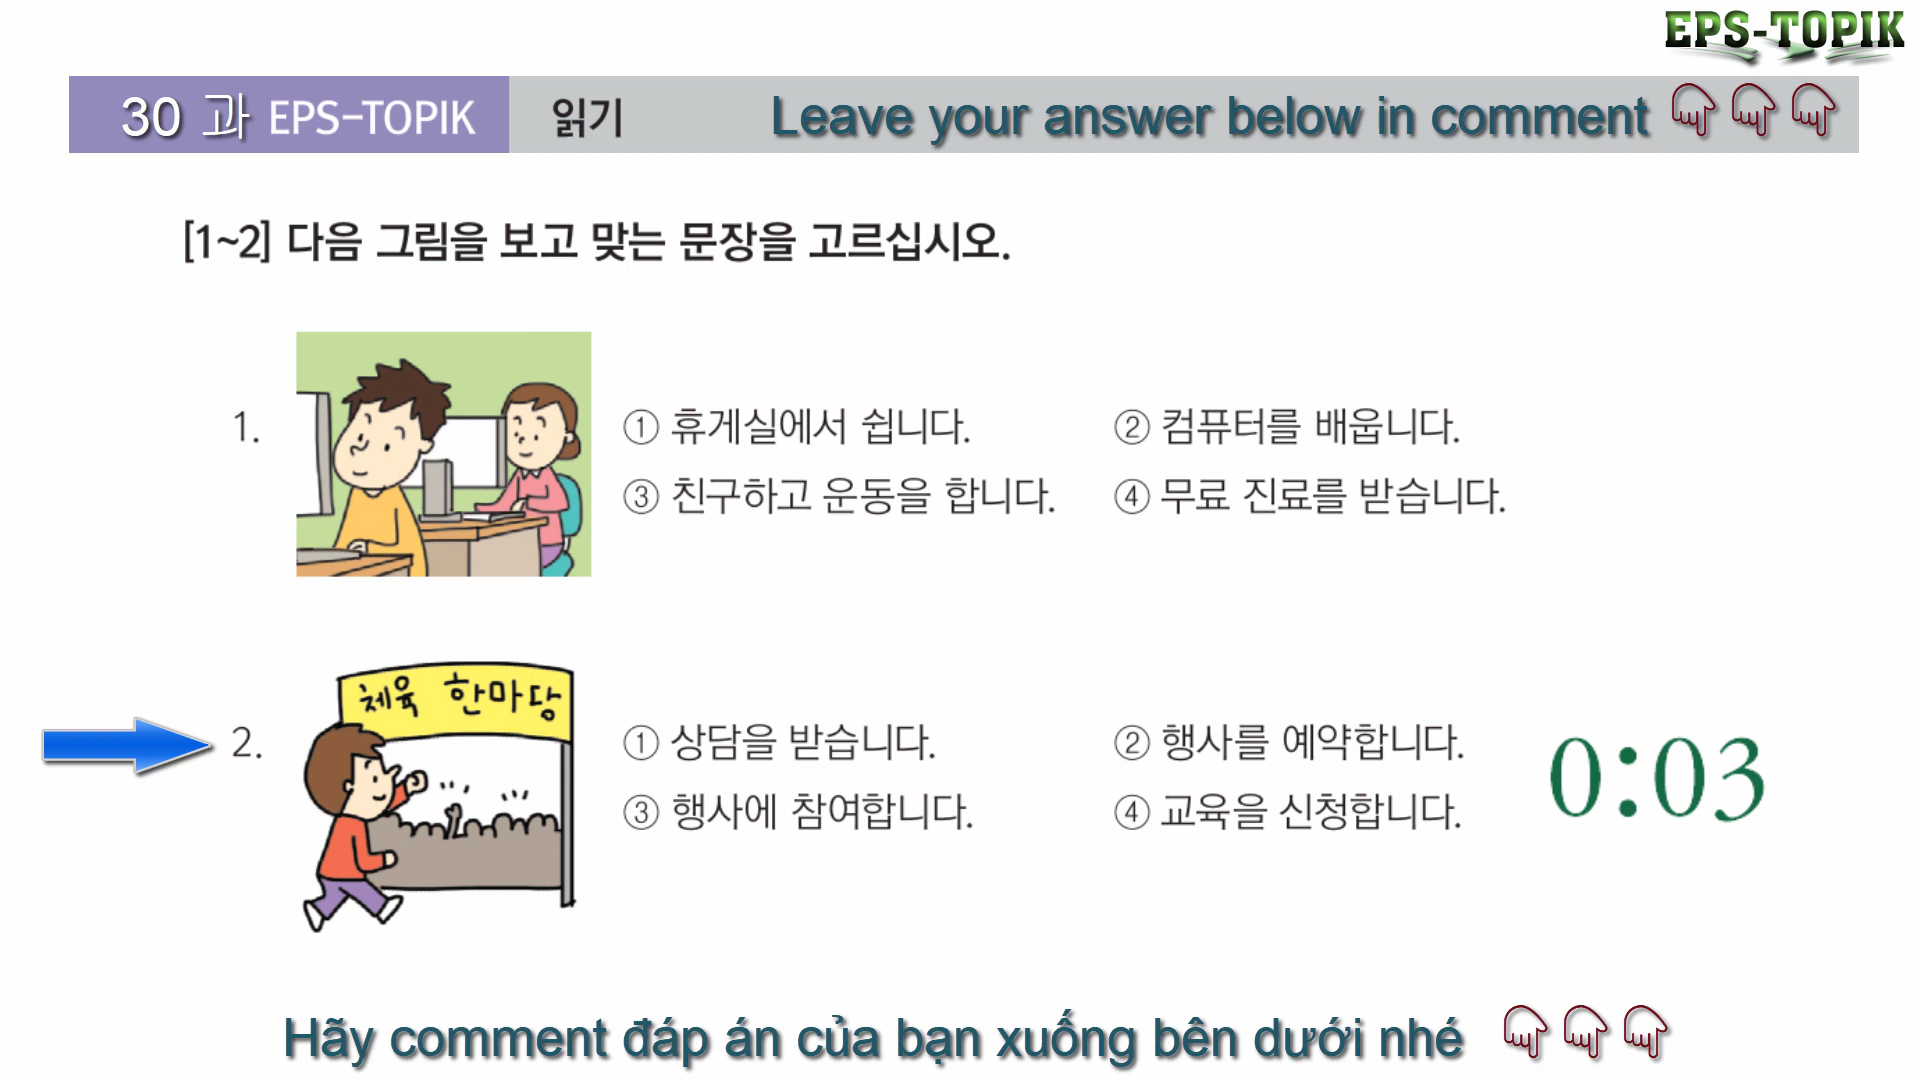 EPS-TOPIK
30 과 EPS-TOPIK 읽기 Leave your answer below in comment
[1~2] 다음 그림을 보고 맞는 문장을 고르십시오.
1.
① 휴게실에서 쉽니다. ② 컴퓨터를 배웁니다.
③ 친구하고 운동을 합니다. ④ 무료 진료를 받습니다.
체육 한마당
2.
① 상담을 받습니다. ② 행사를 예약합니다.
③ 행사에 참여합니다. ④ 교육을 신청합니다.
0:03
Hãy comment đáp án của bạn xuống bên dưới nhé